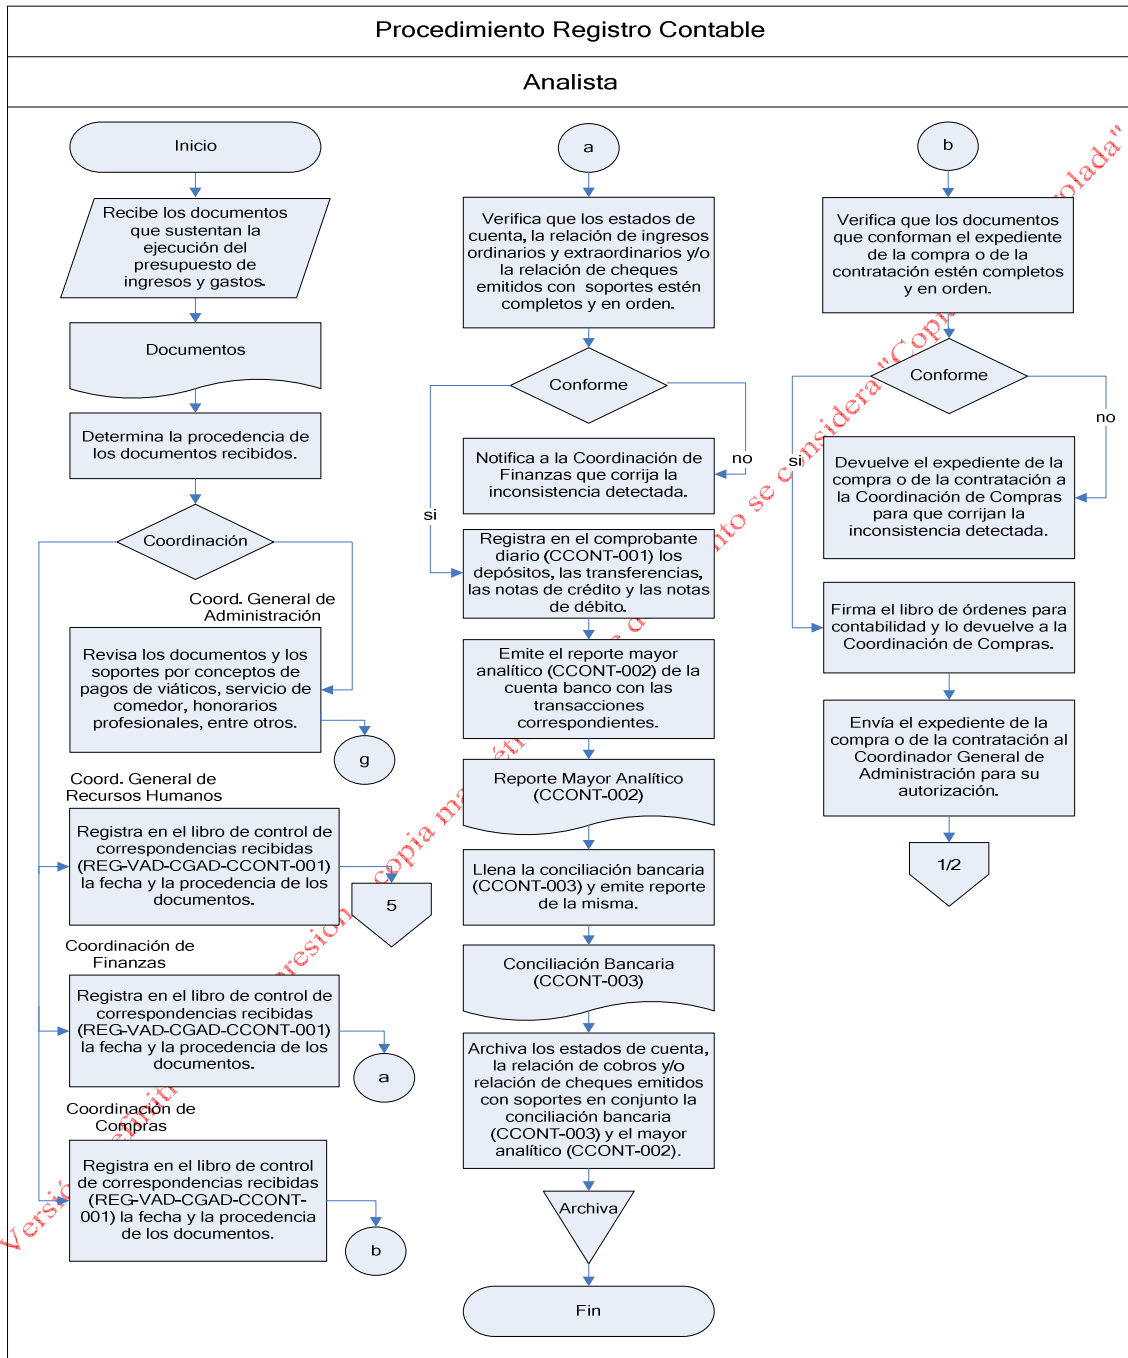 Procedimiento Registro Contable
Analista
Inicio
Recibe los documentos
que sustentan la
ejecución del
presupuesto de
ingresos y gastos.
Documentos
Determina la procedencia de
los documentos recibidos.
Coordinación
Coord. General de
Administración
Revisa los documentos y los
soportes por conceptos de
pagos de viáticos, servicio de
comedor, honorarios
profesionales, entre otros.
g
Coord. General de
Recursos Humanos
Registra en el libro de control de
correspondencias recibidas
(REG-VAD-CGAD-CCONT-001)
la fecha y la procedencia de los
documentos.
5
Coordinación de
Finanzas
Registra en el libro de control de
correspondencias recibidas
(REG-VAD-CGAD-CCONT-001)
la fecha y la procedencia de los
documentos.
a
Coordinación de
Compras
Registra en el libro de control
de correspondencias recibidas
(REG-VAD-CGAD-CCONT-
001) la fecha y la procedencia
de los documentos.
b
a
Verifica que los estados de
cuenta, la relación de ingresos
ordinarios y extraordinarios y/o
la relación de cheques
emitidos con soportes estén
completos y en orden.
Conforme
no
Notifica a la Coordinación de
Finanzas que corrija la
inconsistencia detectada.
si
Registra en el comprobante
diario (CCONT-001) los
depósitos, las transferencias,
las notas de crédito y las notas
de débito.
Emite el reporte mayor
analítico (CCONT-002) de la
cuenta banco con las
transacciones
correspondientes.
Reporte Mayor Analítico
(CCONT-002)
Llena la conciliación bancaria
(CCONT-003) y emite reporte
de la misma.
Conciliación Bancaria
(CCONT-003)
Archiva los estados de cuenta,
la relación de cobros y/o
relación de cheques emitidos
con soportes en conjunto la
conciliación bancaria
(CCONT-003) y el mayor
analítico (CCONT-002).
Archiva
Fin
b
Verifica que los documentos
que conforman el expediente
de la compra o de la
contratación estén completos
y en orden.
Conforme
no
si
Devuelve el expediente de la
compra o de la contratación a
la Coordinación de Compras
para que corrijan la
inconsistencia detectada.
Firma el libro de órdenes para
contabilidad y lo devuelve a la
Coordinación de Compras.
Envía el expediente de la
compra o de la contratación al
Coordinador General de
Administración para su
autorización.
1/2
copia se considera